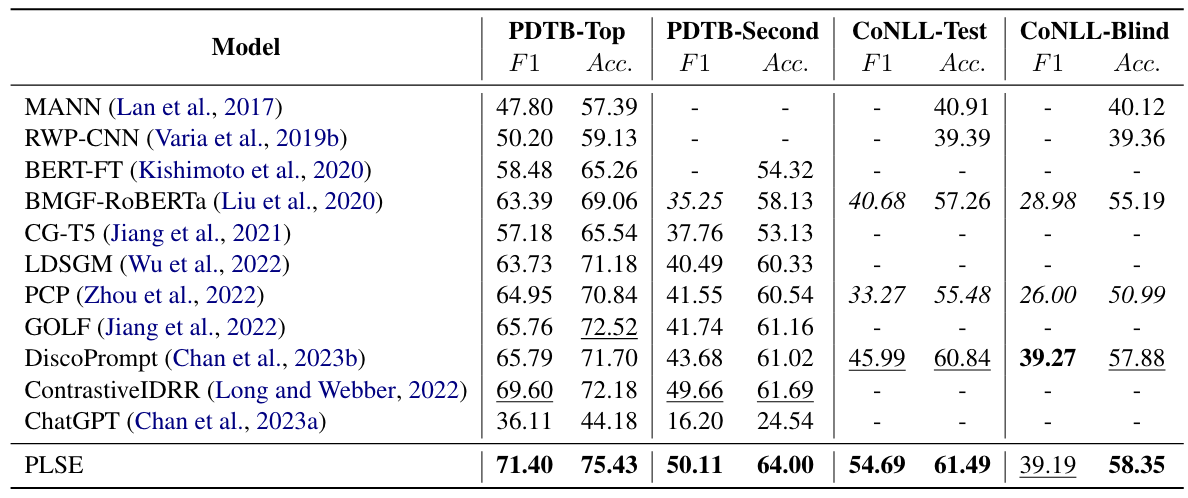 Model PDTB-Top PDTB-Second CoNLL-Test CoNLL-Blind
F1 Acc. F1 Acc. F1 Acc. F1 Acc.
MANN (Lan et al., 2017) 47.80 57.39 - - - 40.91 - 40.12
RWP-CNN (Varia et al., 2019b) 50.20 59.13 - - - 39.39 - 39.36
BERT-FT (Kishimoto et al., 2020) 58.48 65.26 - 54.32 - - - -
BMGF-RoBERTa (Liu et al., 2020) 63.39 69.06 35.25 58.13 40.68 57.26 28.98 55.19
CG-T5 (Jiang et al., 2021) 57.18 65.54 37.76 53.13 - - - -
LDSGM (Wu et al., 2022) 63.73 71.18 40.49 60.33 - - - -
PCP (Zhou et al., 2022) 64.95 70.84 41.55 60.54 33.27 55.48 26.00 50.99
GOLF (Jiang et al., 2022) 65.76 72.52 41.74 61.16 - - - -
DiscoPrompt (Chan et al., 2023b) 65.79 71.70 43.68 61.02 45.99 60.84 39.27 57.88
ContrastiveIDRR (Long and Webber, 2022) 69.60 72.18 49.66 61.69 - - - -
ChatGPT (Chan et al., 2023a) 36.11 44.18 16.20 24.54 - - - -
PLSE 71.40 75.43 50.11 64.00 54.69 61.49 39.19 58.35